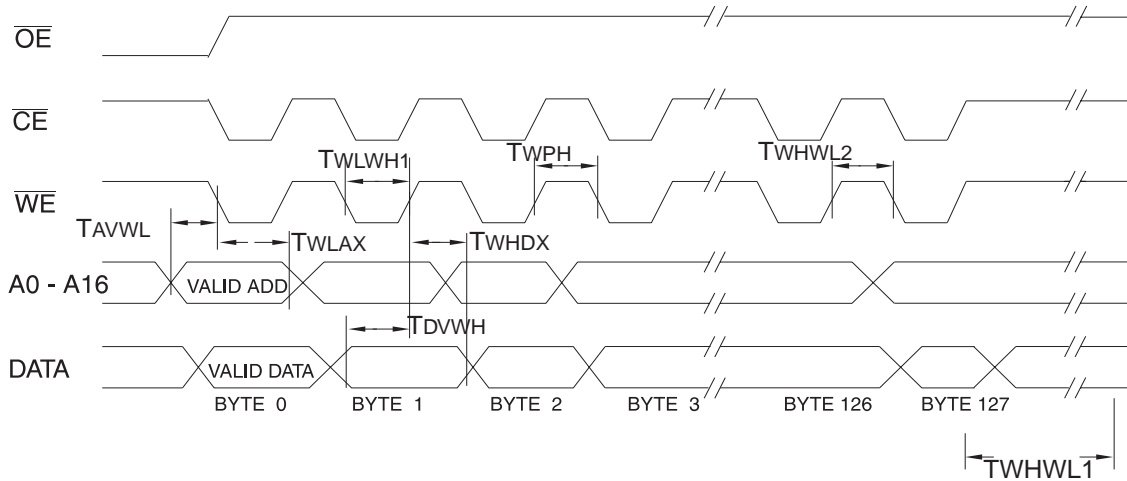 OE
CE
TWLWH1
TWPH
TWHWL2
WE
TAVWL
TWLAX
TWHDX
A0 - A16
VALID ADD
TDVWH
DATA
VALID DATA
BYTE 0
BYTE 1
BYTE 2
BYTE 3
BYTE 126
BYTE 127
TWHWL1